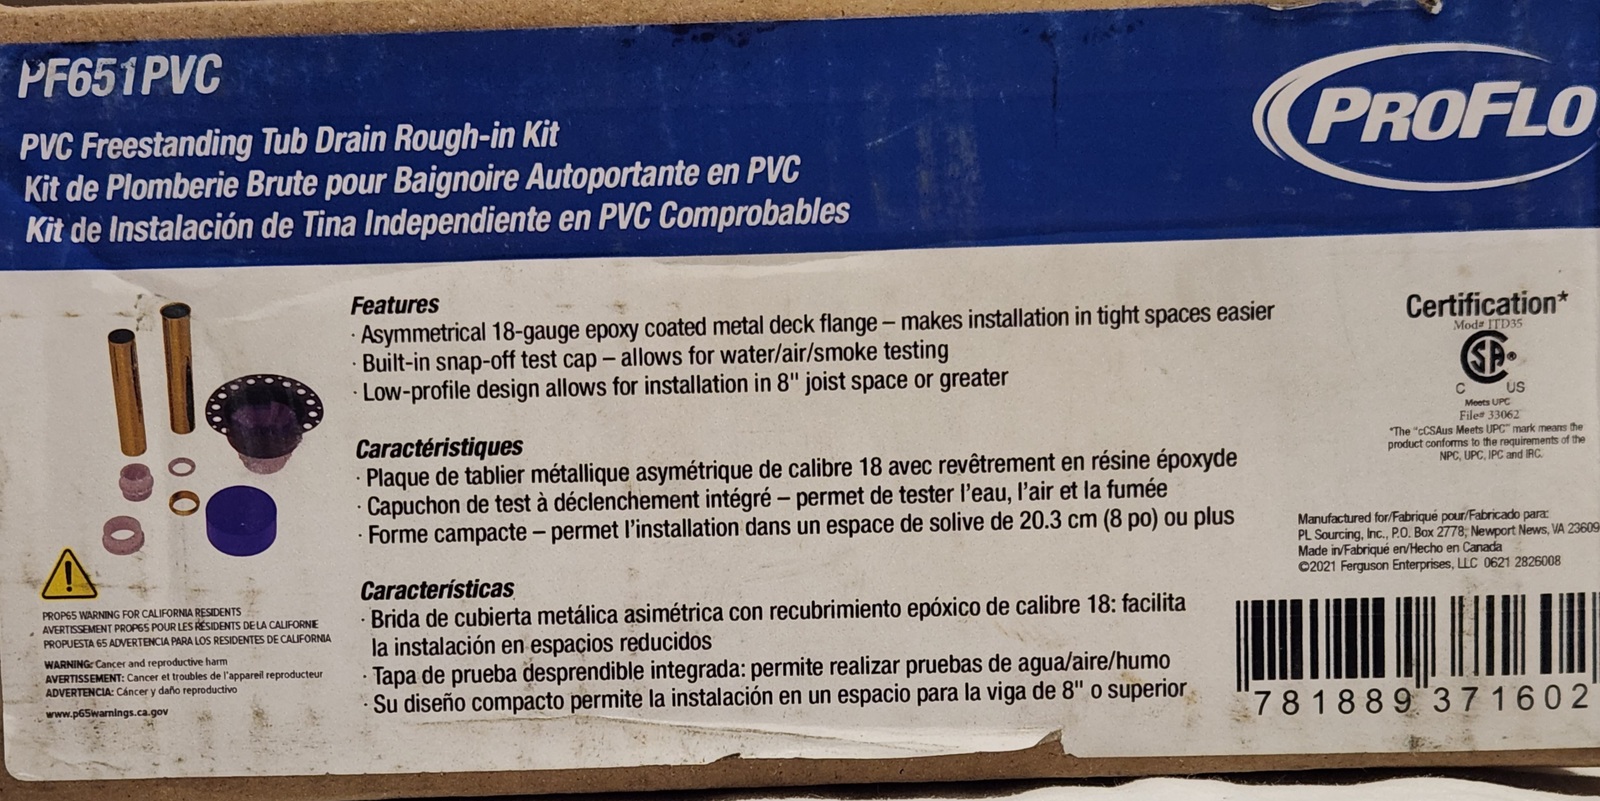 PF651PVC
PVC Freestanding Tub Drain Rough-in Kit
Kit de Plomberie Brute pour Baignoire Autoportante en PVC
Kit de Instalación de Tina Independiente en PVC Comprobables
PROFLO
Features
· Asymmetrical 18-gauge epoxy coated metal deck flange – makes installation in tight spaces easier
· Built-in snap-off test cap – allows for water/air/smoke testing
· Low-profile design allows for installation in 8" joist space or greater
Caractéristiques
· Plaque de tablier métallique asymétrique de calibre 18 avec revêtement en résine époxyde
· Capuchon de test à déclenchement intégré – permet de tester l'eau, l'air et la fumée
· Forme campacte – permet l'installation dans un espace de solive de 20.3 cm (8 po) ou plus
Características
· Brida de cubierta metálica asimétrica con recubrimiento epóxico de calibre 18: facilita
la instalación en espacios reducidos
· Tapa de prueba desprendible integrada: permite realizar pruebas de agua/aire/humo
· Su diseño compacto permite la instalación en un espacio para la viga de 8" o superior
PROP65 WARNING FOR CALIFORNIA RESIDENTS
AVERTISSEMENT PROP65 POUR LES RÉSIDENTS DE LA CALIFORNIE
PROPUESTA 65 ADVERTENCIA PARA LOS RESIDENTES DE CALIFORNIA
WARNING: Cancer and reproductive harm
AVERTISSEMENT: Cancer et troubles de l'appareil reproducteur
ADVERTENCIA: Cáncer y daño reproductivo
www.p65warnings.ca.gov
Certification*
Mod# ITD35
SA®
C US
Meets UPC
File# 33062
*The "cCSAus Meets UPC" mark means the
product conforms to the requirements of the
NPC, UPC, IPC and IRC.
Manufactured for/Fabriqué pour/Fabricado para:
PL Sourcing, Inc., P.O. Box 2778; Newport News, VA 23609
Made in/Fabriqué en/Hecho en Canada
©2021 Ferguson Enterprises, LLC 0621 2826008
7 81889 37160 2